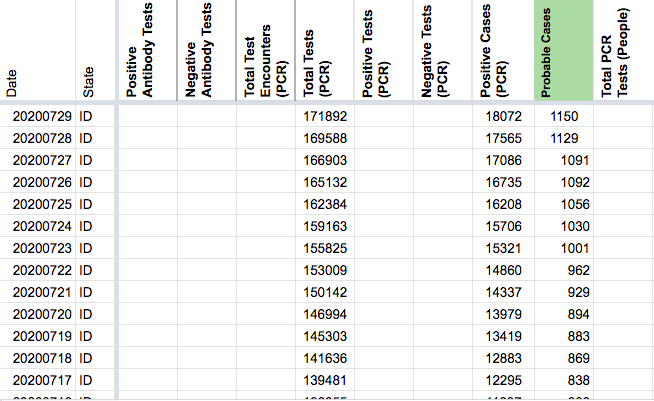 Date
State
Positive
Antibody Tests
Negative
Antibody Tests
Total Test
Encounters
(PCR)
Total Tests
(PCR)
Positive Tests
(PCR)
Negative Tests
(PCR)
Positive Cases
(PCR)
Probable Cases
Total PCR
Tests (People)
20200729 ID 171892 18072 1150
20200728 ID 169588 17565 1129
20200727 ID 166903 17086 1091
20200726 ID 165132 16735 1092
20200725 ID 162384 16208 1056
20200724 ID 159163 15706 1030
20200723 ID 155825 15321 1001
20200722 ID 153009 14860 962
20200721 ID 150142 14337 929
20200720 ID 146994 13979 894
20200719 ID 145303 13419 883
20200718 ID 141636 12883 869
20200717 ID 139481 12295 838